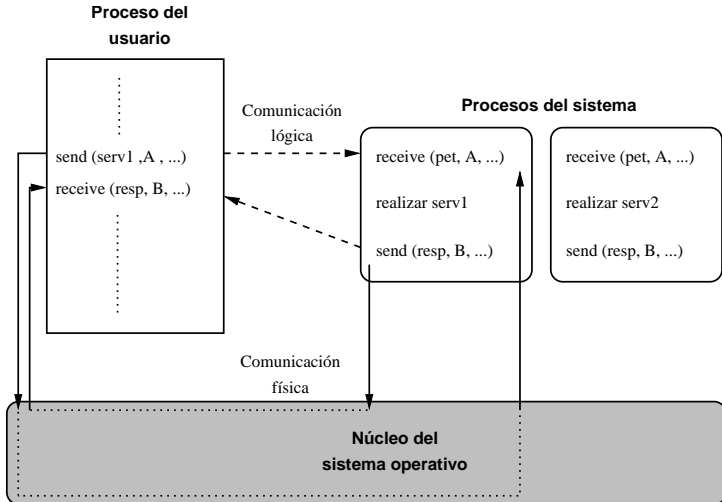 Proceso del
usuario
send (serv1 ,A , ...)
receive (resp, B, ...)
Comunicación
lógica
Procesos del sistema
receive (pet, A, ...)
realizar serv1
send (resp, B, ...)
receive (pet, A, ...)
realizar serv2
send (resp, B, ...)
Comunicación
física
Núcleo del
sistema operativo